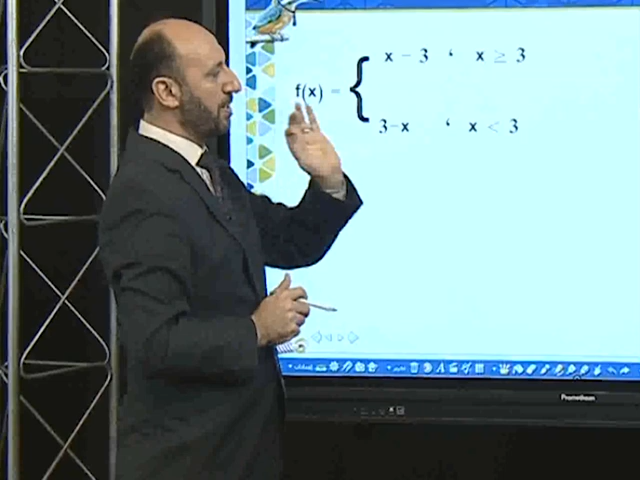 x − 3 ، x ≥ 3
f(x) = {
3−x ، x < 3
Promethean